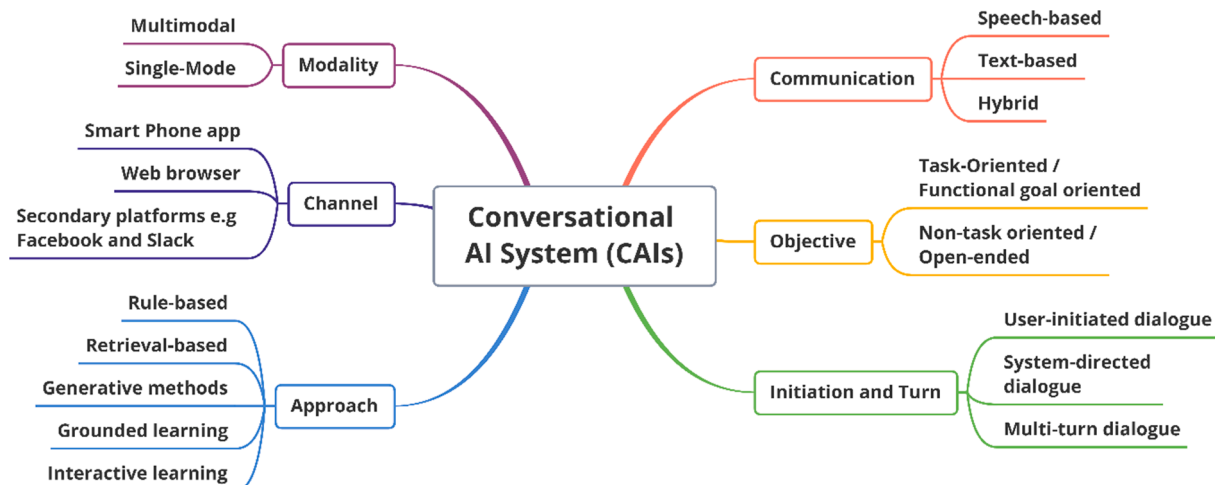 Multimodal
Single-Mode
Modality
Smart Phone app
Web browser
Secondary platforms e.g
Facebook and Slack
Channel
Rule-based
Retrieval-based
Generative methods
Grounded learning
Interactive learning
Approach
Conversational
AI System (CAIs)
Communication
Speech-based
Text-based
Hybrid
Objective
Task-Oriented /
Functional goal oriented
Non-task oriented /
Open-ended
Initiation and Turn
User-initiated dialogue
System-directed
dialogue
Multi-turn dialogue